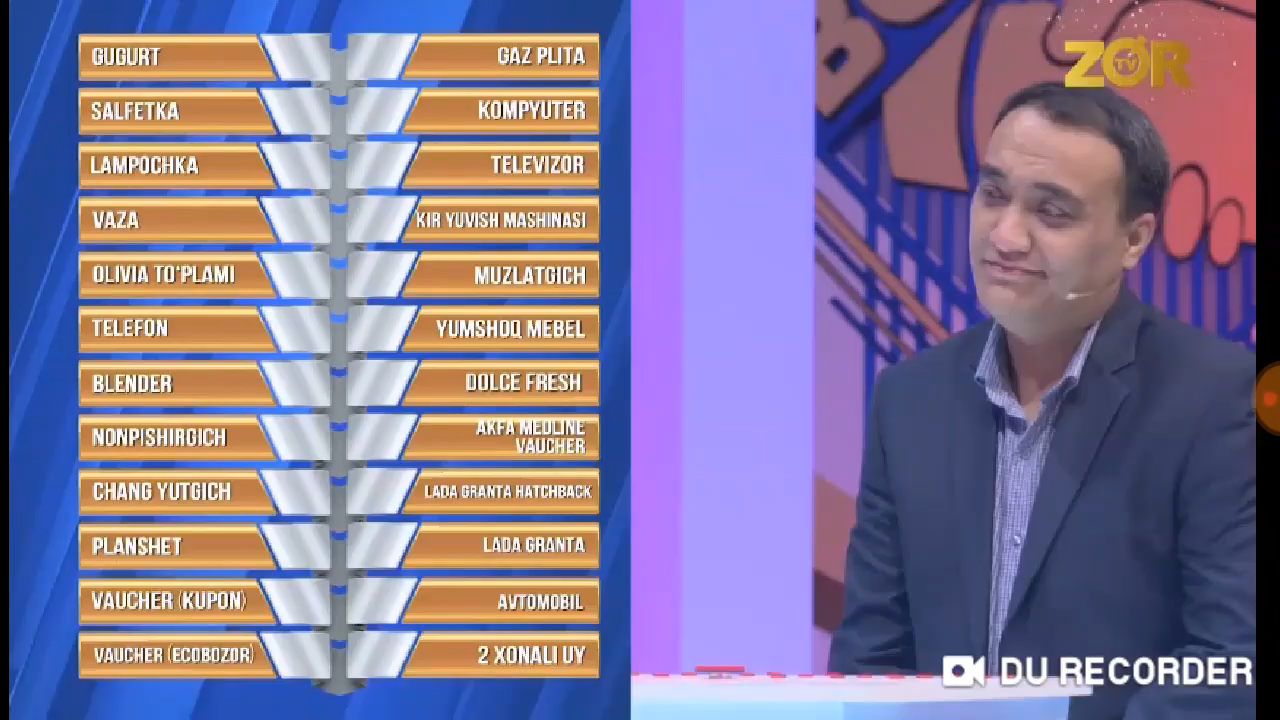 GUGURT
SALFETKA
LAMPOCHKA
VAZA
OLIVIA TO'PLAMI
TELEFON
BLENDER
NONPISHIRGICH
CHANG YUTGICH
PLANSHET
VAUCHER (KUPON)
VAUCHER (ECOBOZOR)
GAZ PLITA
KOMPYUTER
TELEVIZOR
KIR YUVISH MASHINASI
MUZLATGICH
YUMSHOQ MEBEL
DOLCE FRESH
AKFA MEDLINE
VAUCHER
LADA GRANTA HATCHBACK
LADA GRANTA
AVTOMOBIL
2 XONALI UY
ZO'R
TV
DU RECORDER